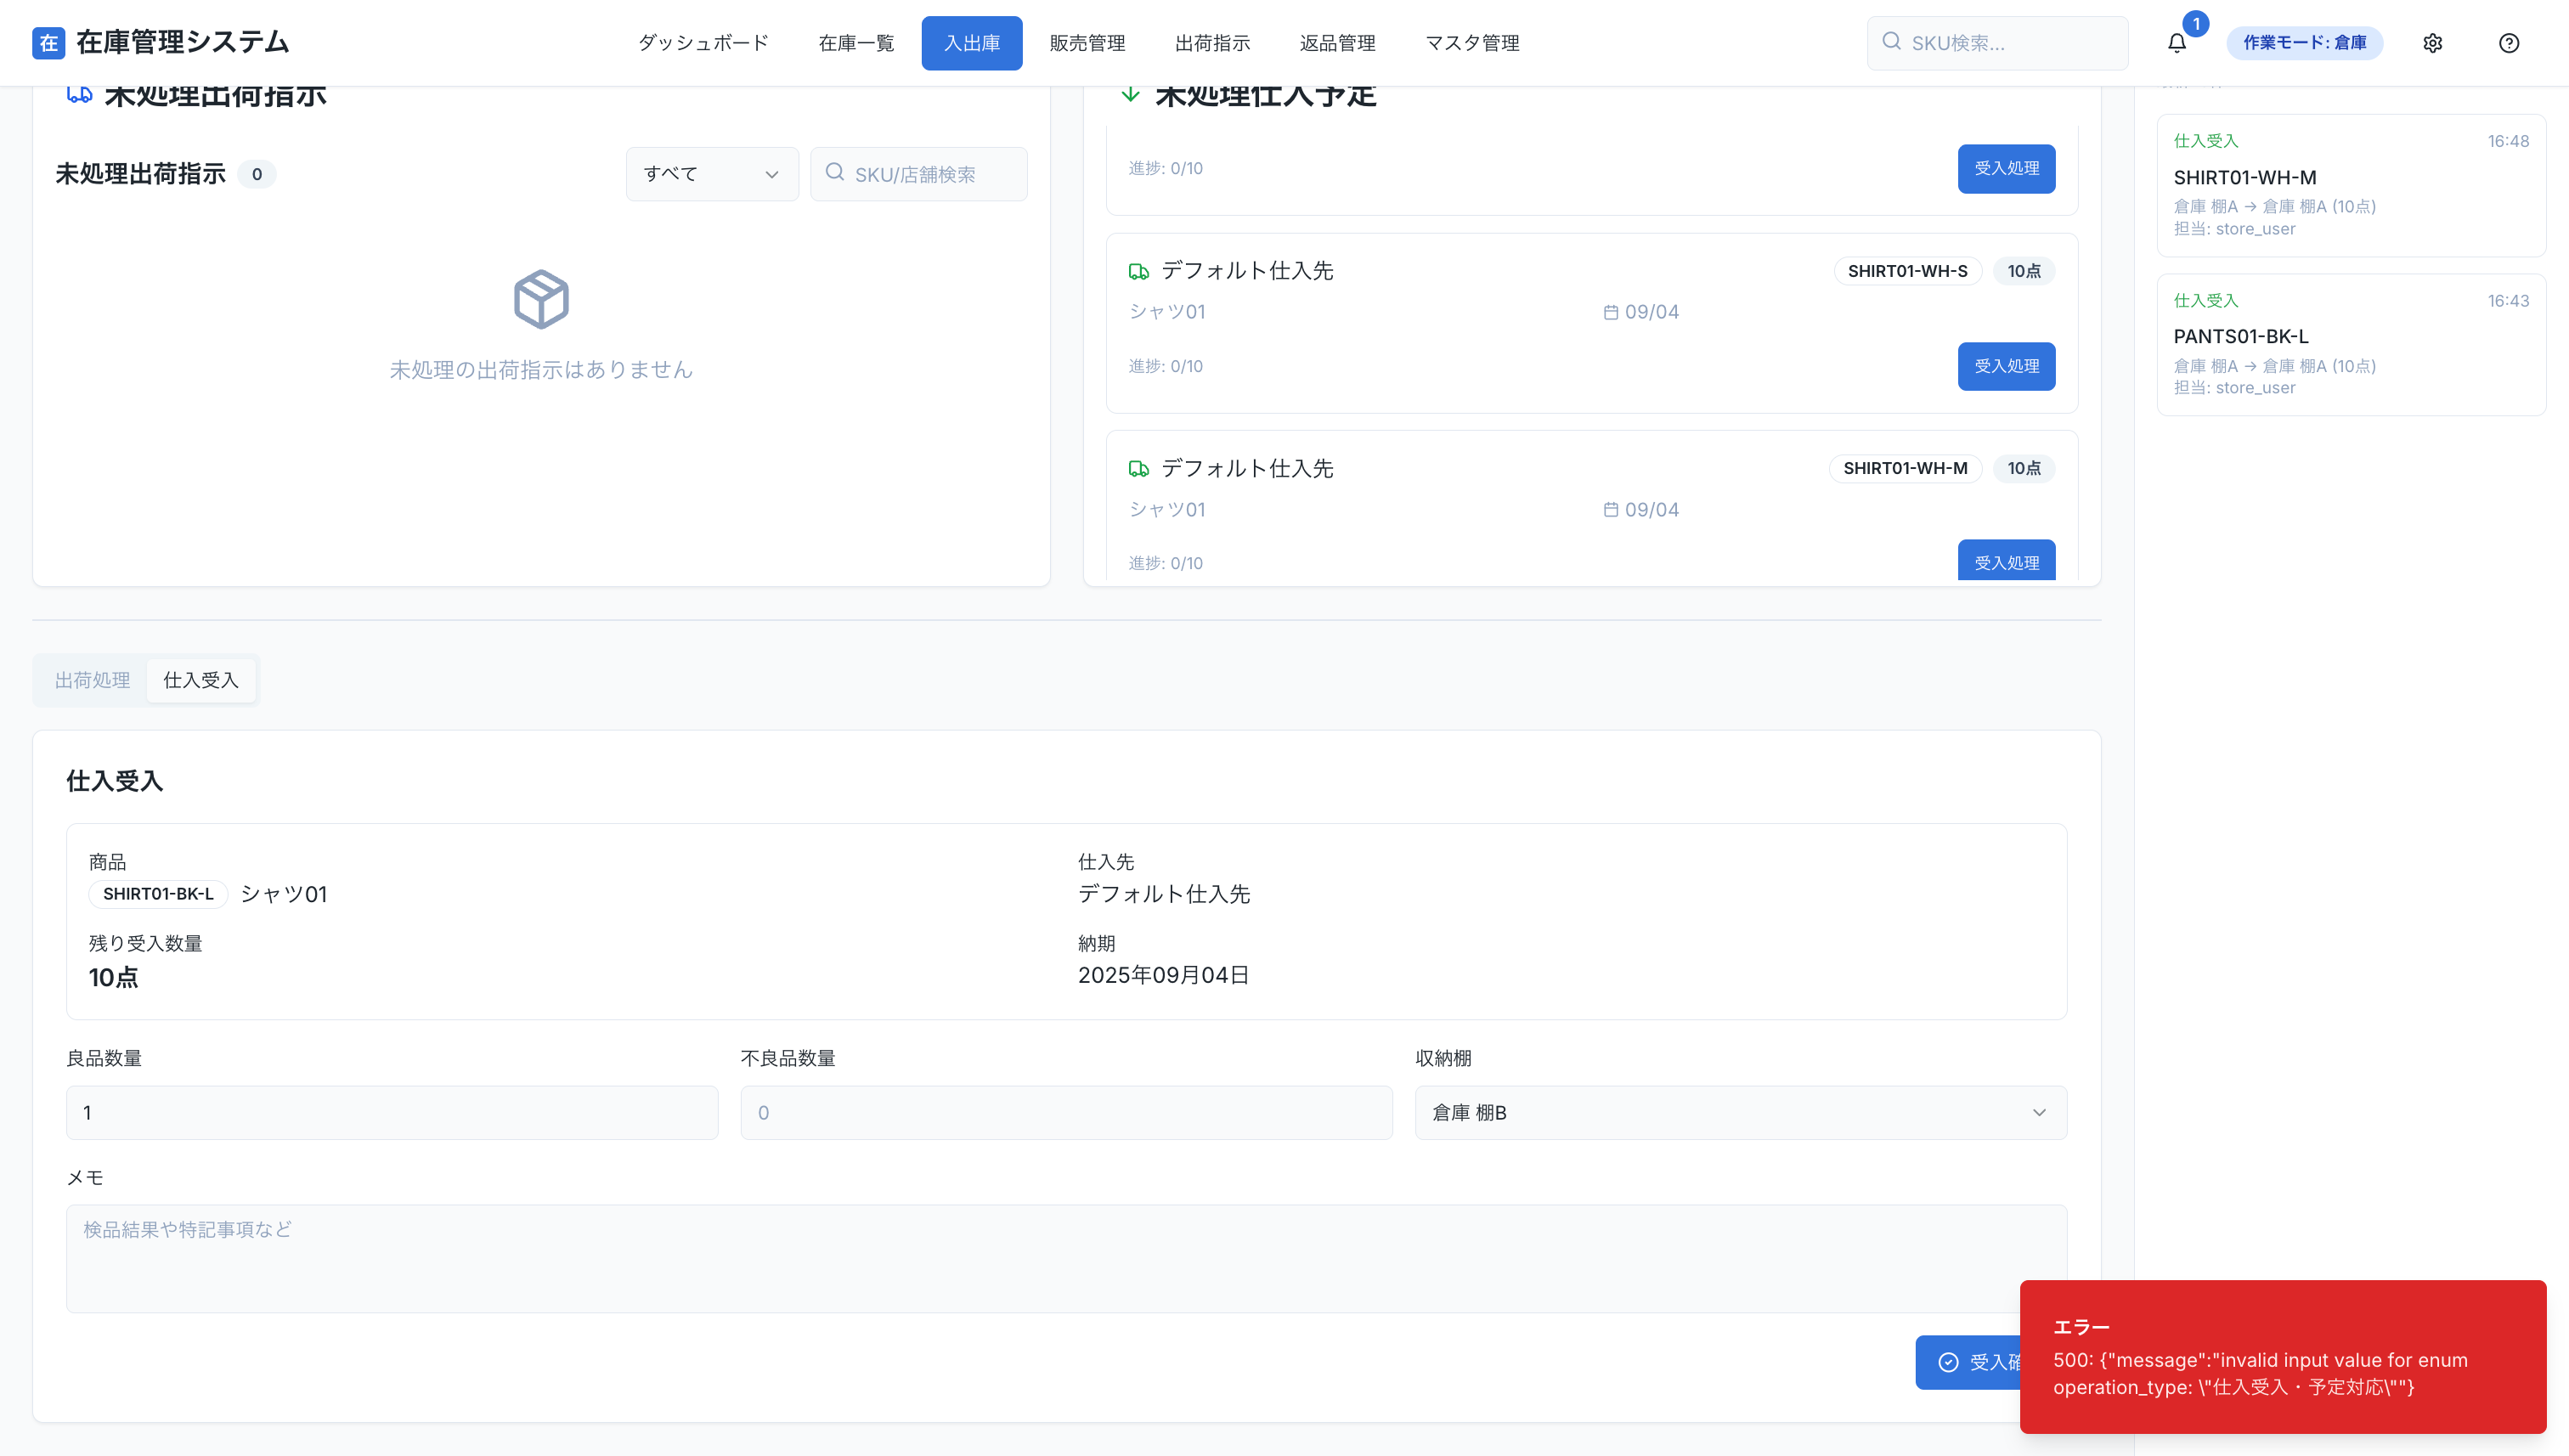 在 在庫管理システム
ダッシュボード
在庫一覧
入出庫
販売管理
出荷指示
返品管理
マスタ管理
SKU検索...
1
作業モード: 倉庫
未処理出荷指示
未処理出荷指示 0
すべて
SKU/店舗検索
未処理の出荷指示はありません
未処理仕入予定
進捗: 0/10
受入処理
デフォルト仕入先
SHIRT01-WH-S
10点
シャツ01
09/04
進捗: 0/10
受入処理
デフォルト仕入先
SHIRT01-WH-M
10点
シャツ01
09/04
進捗: 0/10
受入処理
仕入受入 16:48
SHIRT01-WH-M
倉庫 棚A → 倉庫 棚A (10点)
担当: store_user
仕入受入 16:43
PANTS01-BK-L
倉庫 棚A → 倉庫 棚A (10点)
担当: store_user
出荷処理
仕入受入
仕入受入
商品
SHIRT01-BK-L シャツ01
仕入先
デフォルト仕入先
残り受入数量
10点
納期
2025年09月04日
良品数量
1
不良品数量
0
収納棚
倉庫 棚B
メモ
検品結果や特記事項など
受入確
エラー
500: {"message":"invalid input value for enum
operation_type: \"仕入受入・予定対応\""}